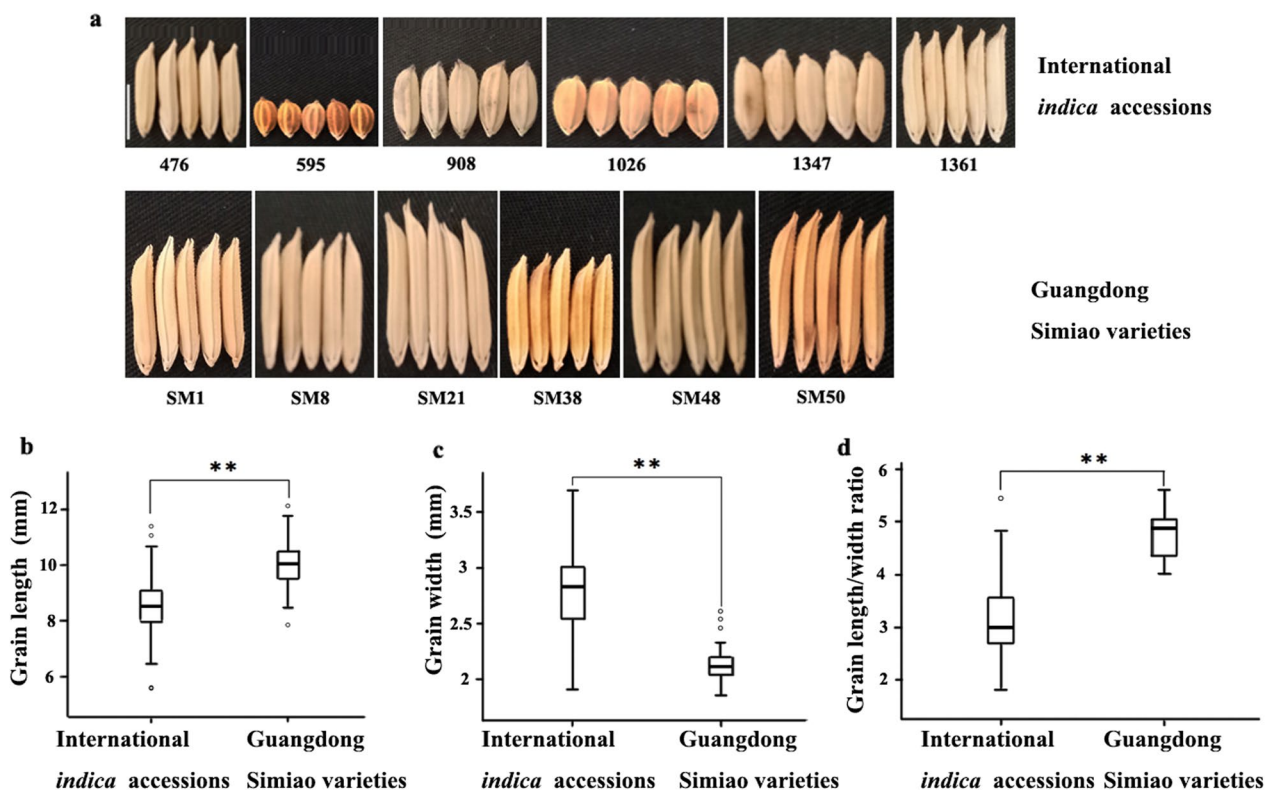 a
International
indica accessions
476 595 908 1026 1347 1361
Guangdong
Simiao varieties
SM1 SM8 SM21 SM38 SM48 SM50
b
**
Grain length (mm)
12
10
8
6
International Guangdong
indica accessions Simiao varieties
c
**
Grain width (mm)
3.5
3
2.5
2
International Guangdong
indica accessions Simiao varieties
d
**
Grain length/width ratio
6
5
4
3
2
International Guangdong
indica accessions Simiao varieties